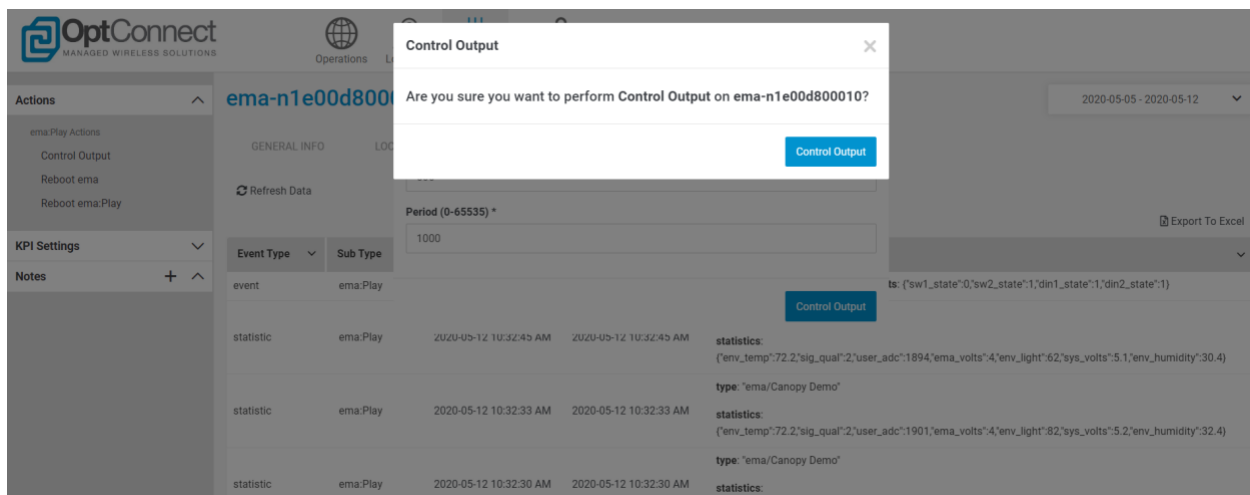 OptConnect
MANAGED WIRELESS SOLUTIONS
Operations
Control Output
Are you sure you want to perform Control Output on ema-n1e00d800010?
Control Output
Actions
ema-n1e00d800
2020-05-05 - 2020-05-12
ema:Play Actions
Control Output
Reboot ema
Reboot ema:Play
GENERAL INFO
LOC
Refresh Data
Period (0-65535) *
1000
Export To Excel
KPI Settings
Notes
Event Type Sub Type
event ema:Play ts: {"sw1_state":0,"sw2_state":1,"din1_state":1,"din2_state":1}
Control Output
statistic ema:Play 2020-05-12 10:32:45 AM 2020-05-12 10:32:45 AM statistics:
{"env_temp":72.2,"sig_qual":2,"user_adc":1894,"ema_volts":4,"env_light":62,"sys_volts":5.1,"env_humidity":30.4}
type: "ema/Canopy Demo"
statistic ema:Play 2020-05-12 10:32:33 AM 2020-05-12 10:32:33 AM statistics:
{"env_temp":72.2,"sig_qual":2,"user_adc":1901,"ema_volts":4,"env_light":82,"sys_volts":5.2,"env_humidity":32.4}
type: "ema/Canopy Demo"
statistic ema:Play 2020-05-12 10:32:30 AM 2020-05-12 10:32:30 AM statistics: